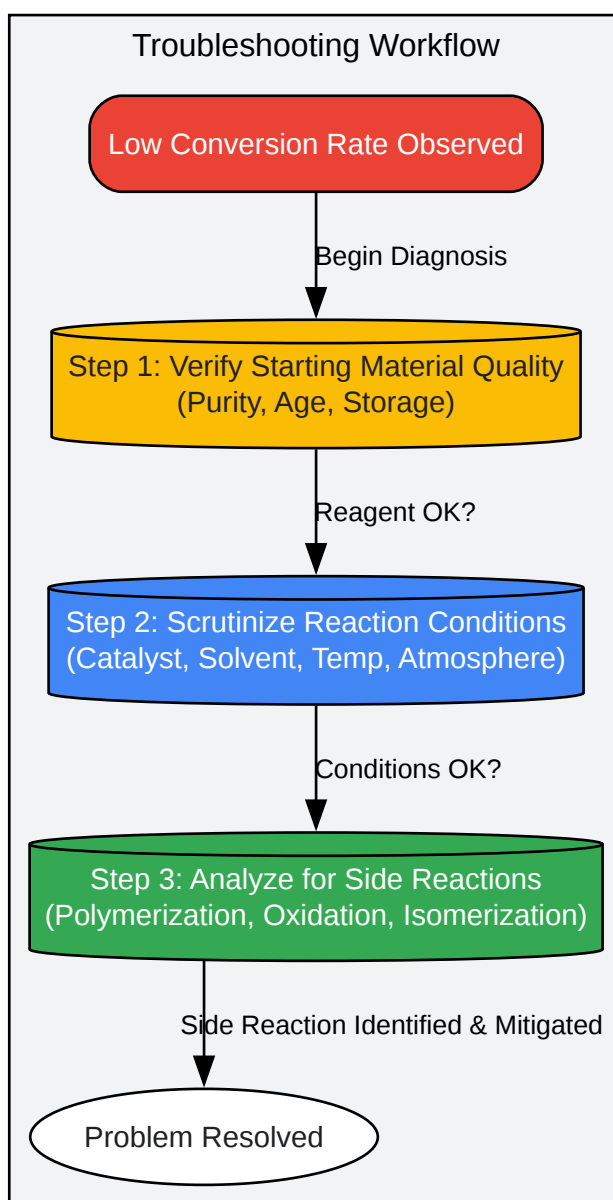 Troubleshooting Workflow
Low Conversion Rate Observed
Begin Diagnosis
Step 1: Verify Starting Material Quality
(Purity, Age, Storage)
Reagent OK?
Step 2: Scrutinize Reaction Conditions
(Catalyst, Solvent, Temp, Atmosphere)
Conditions OK?
Step 3: Analyze for Side Reactions
(Polymerization, Oxidation, Isomerization)
Side Reaction Identified & Mitigated
Problem Resolved